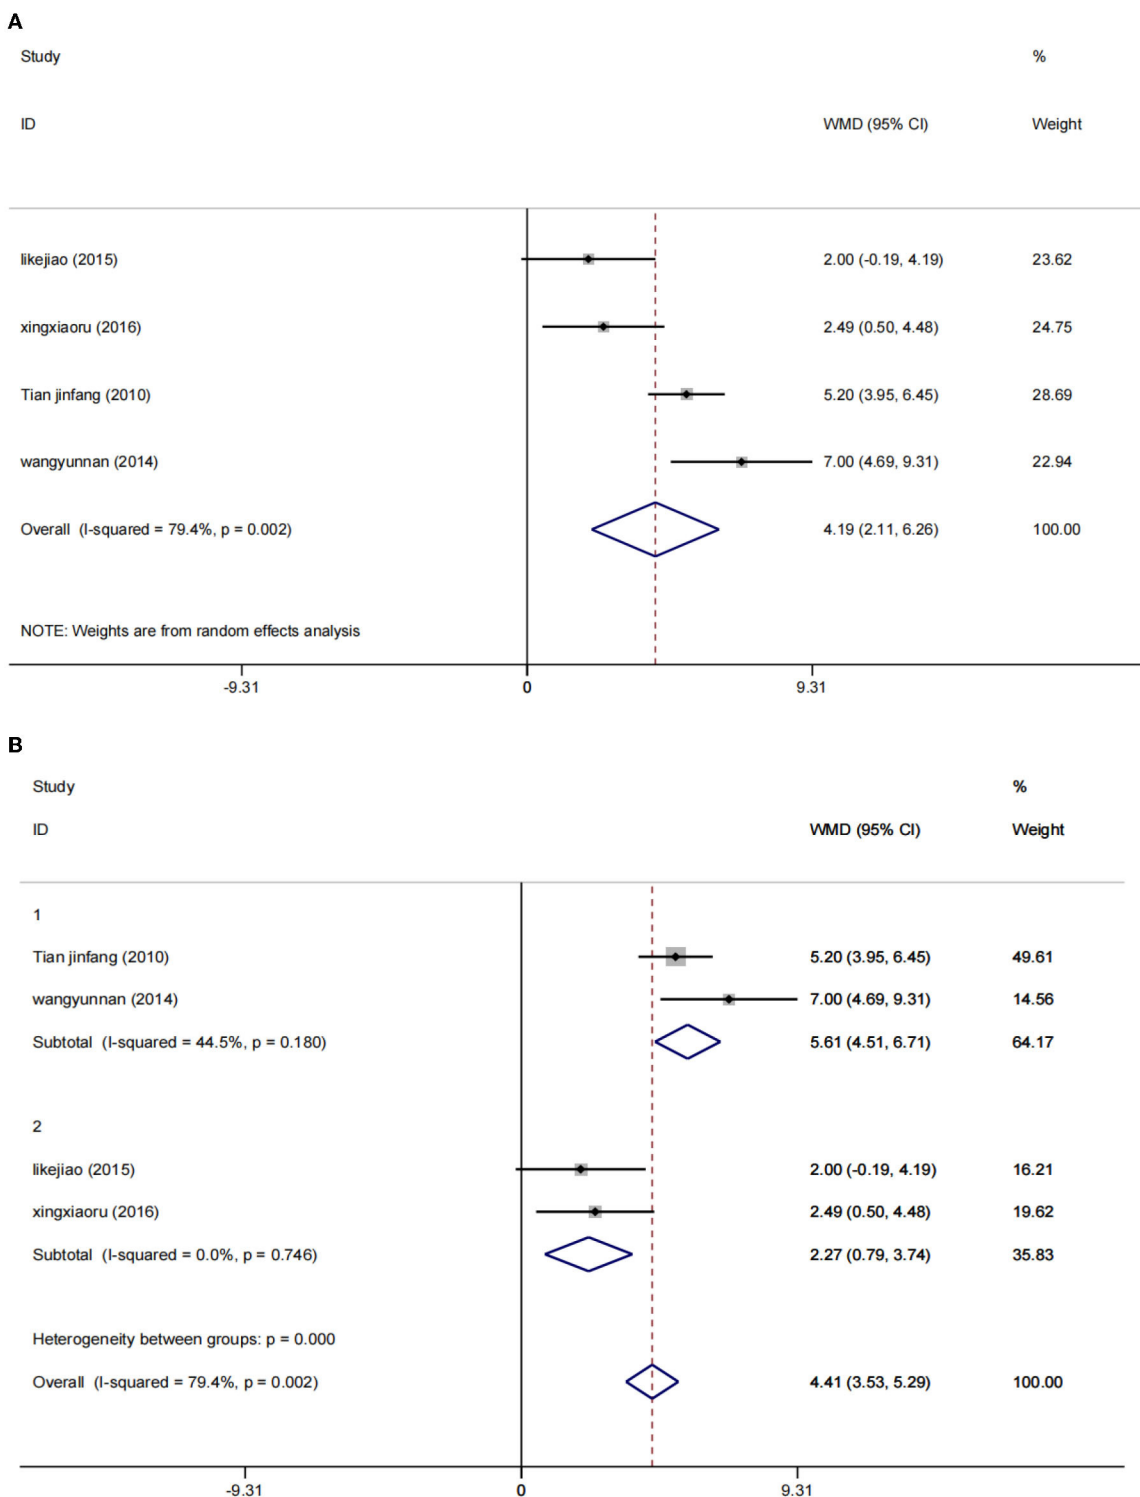 A
Study %
ID WMD (95% CI) Weight
likejiao (2015) 2.00 (-0.19, 4.19) 23.62
xingxiaoru (2016) 2.49 (0.50, 4.48) 24.75
Tian jinfang (2010) 5.20 (3.95, 6.45) 28.69
wangyunnan (2014) 7.00 (4.69, 9.31) 22.94
Overall (I-squared = 79.4%, p = 0.002) 4.19 (2.11, 6.26) 100.00
NOTE: Weights are from random effects analysis
-9.31 0 9.31
B
Study %
ID WMD (95% CI) Weight
1
Tian jinfang (2010) 5.20 (3.95, 6.45) 49.61
wangyunnan (2014) 7.00 (4.69, 9.31) 14.56
Subtotal (I-squared = 44.5%, p = 0.180) 5.61 (4.51, 6.71) 64.17
2
likejiao (2015) 2.00 (-0.19, 4.19) 16.21
xingxiaoru (2016) 2.49 (0.50, 4.48) 19.62
Subtotal (I-squared = 0.0%, p = 0.746) 2.27 (0.79, 3.74) 35.83
Heterogeneity between groups: p = 0.000
Overall (I-squared = 79.4%, p = 0.002) 4.41 (3.53, 5.29) 100.00
-9.31 0 9.31